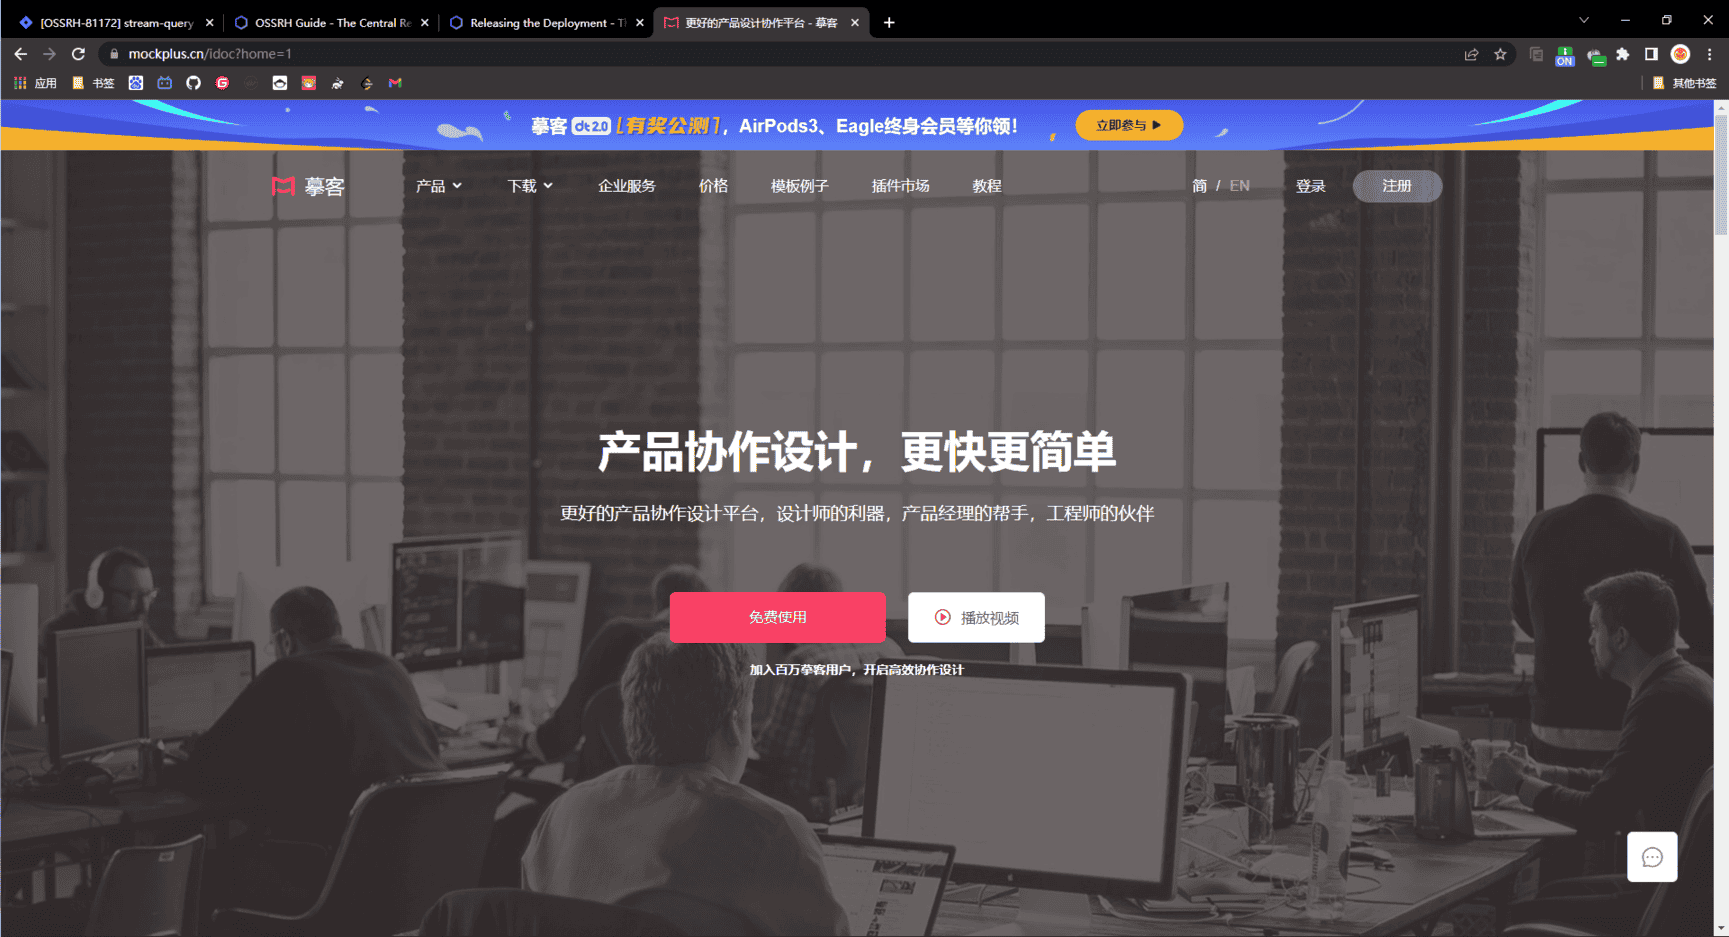 [OSSRH-81172] stream-query
OSSRH Guide - The Central Re
Releasing the Deployment - Th
更好的产品设计协作平台 - 摹客
mockplus.cn/idoc?home=1
ON
应用
书签
其他书签
摹客 dt 2.0 [有奖公测]，AirPods3、Eagle终身会员等你领！
立即参与
摹客
产品
下载
企业服务
价格
模板例子
插件市场
教程
简 / EN
登录
注册
产品协作设计，更快更简单
更好的产品协作设计平台，设计师的利器，产品经理的帮手，工程师的伙伴
免费使用
播放视频
加入百万摹客用户，开启高效协作设计